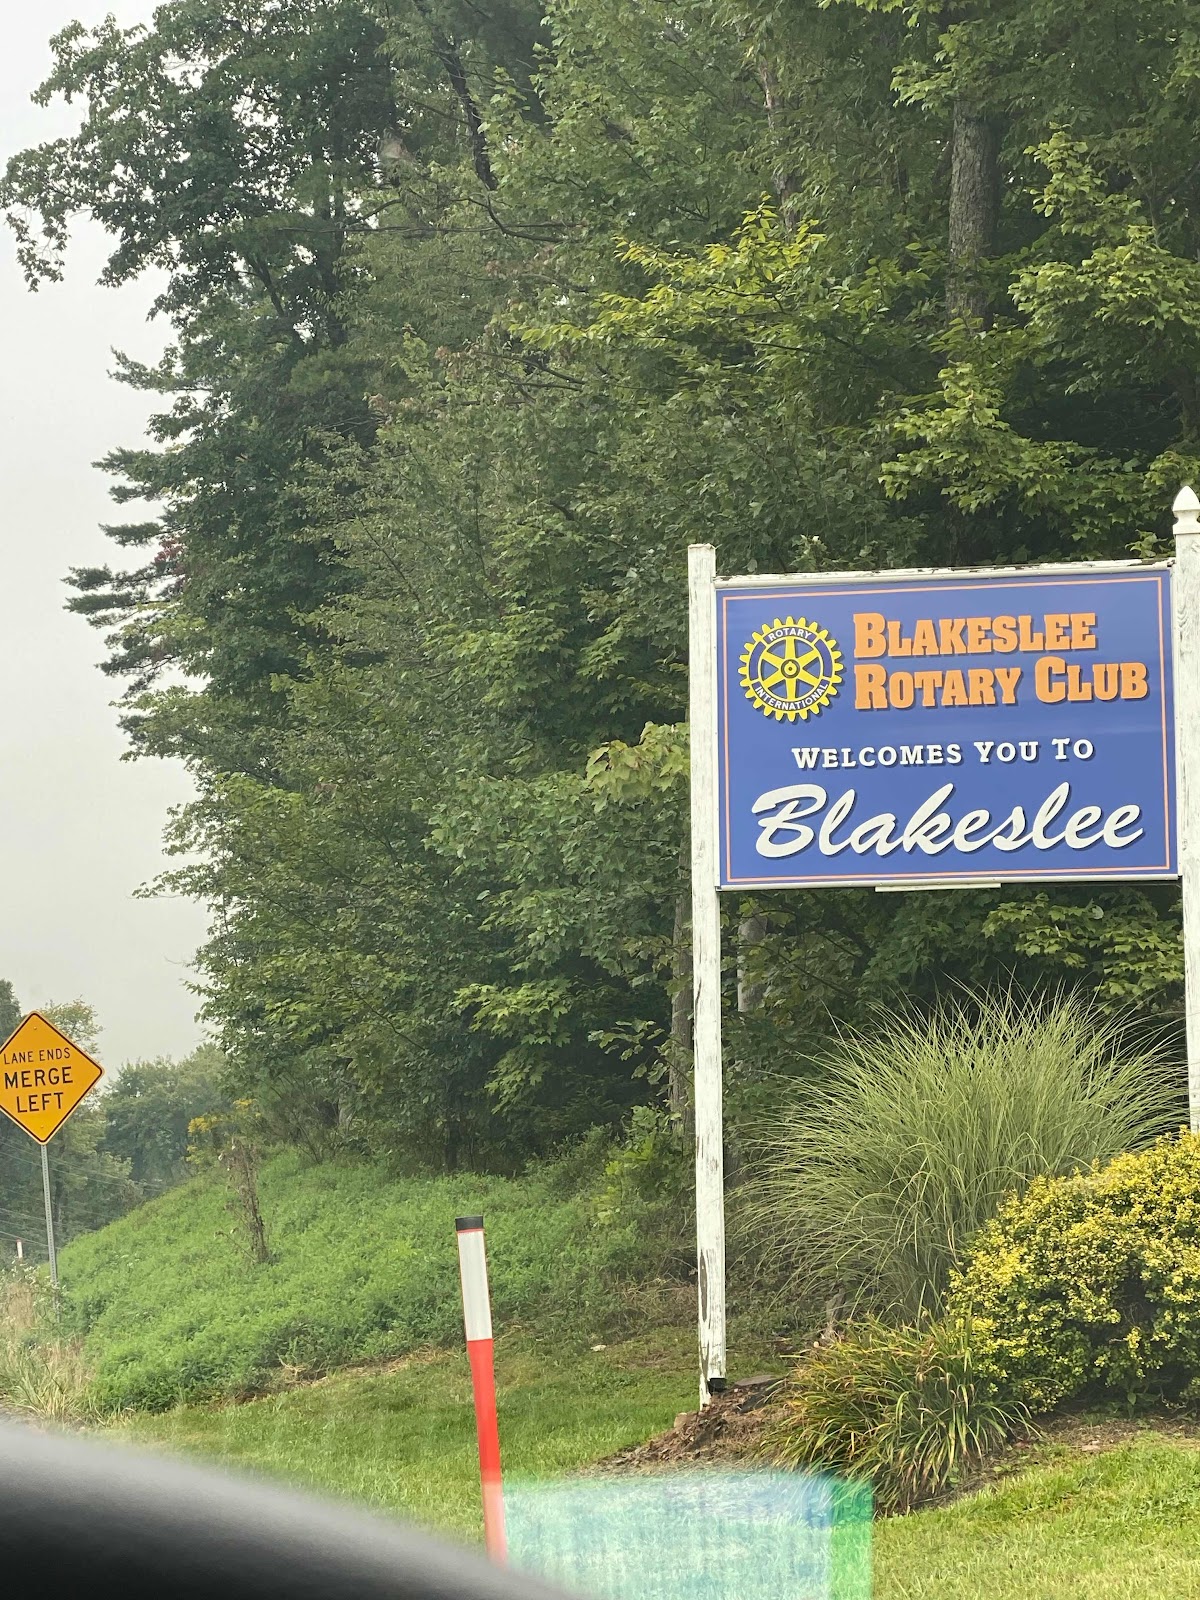 ROTARY
INTERNATIONAL
BLAKESLEE
ROTARY CLUB
WELCOMES YOU TO
Blakeslee
LANE ENDS
MERGE
LEFT